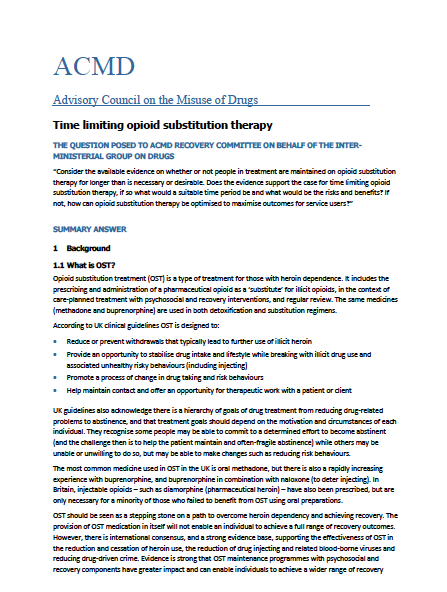 ACMD
Advisory Council on the Misuse of Drugs
Time limiting opioid substitution therapy
THE QUESTION POSED TO ACMD RECOVERY COMMITTEE ON BEHALF OF THE INTER-
MINISTERIAL GROUP ON DRUGS
"Consider the available evidence on whether or not people in treatment are maintained on opioid substitution
therapy for longer than is necessary or desirable. Does the evidence support the case for time limiting opioid
substitution therapy, if so what would a suitable time period be and what would be the risks and benefits? If
not, how can opioid substitution therapy be optimised to maximise outcomes for service users?"
SUMMARY ANSWER
1 Background
1.1 What is OST?
Opioid substitution treatment (OST) is a type of treatment for those with heroin dependence. It includes the
prescribing and administration of a pharmaceutical opioid as a 'substitute' for illicit opioids, in the context of
care-planned treatment with psychosocial and recovery interventions, and regular review. The same medicines
(methadone and buprenorphine) are used in both detoxification and substitution regimens.
According to UK clinical guidelines OST is designed to:
• Reduce or prevent withdrawals that typically lead to further use of illicit heroin
• Provide an opportunity to stabilise drug intake and lifestyle while breaking with illicit drug use and
associated unhealthy risky behaviours (including injecting)
• Promote a process of change in drug taking and risk behaviours
• Help maintain contact and offer an opportunity for therapeutic work with a patient or client
UK guidelines also acknowledge there is a hierarchy of goals of drug treatment from reducing drug-related
problems to abstinence, and that treatment goals should depend on the motivation and circumstances of each
individual. They recognise some people may be able to commit to a determined effort to become abstinent
(and the challenge then is to help the patient maintain and often-fragile abstinence) while others may be
unable or unwilling to do so, but may be able to make changes such as reducing risk behaviours.
The most common medicine used in OST in the UK is oral methadone, but there is also a rapidly increasing
experience with buprenorphine, and buprenorphine in combination with naloxone (to deter injecting). In
Britain, injectable opioids – such as diamorphine (pharmaceutical heroin) – have also been prescribed, but are
only necessary for a minority of those who failed to benefit from OST using oral preparations.
OST should be seen as a stepping stone on a path to overcome heroin dependency and achieving recovery. The
provision of OST medication in itself will not enable an individual to achieve a full range of recovery outcomes.
However, there is international consensus, and a strong evidence base, supporting the effectiveness of OST in
the reduction and cessation of heroin use, the reduction of drug injecting and related blood-borne viruses and
reducing drug-driven crime. Evidence is strong that OST maintenance programmes with psychosocial and
recovery components have greater impact and can enable individuals to achieve a wider range of recovery